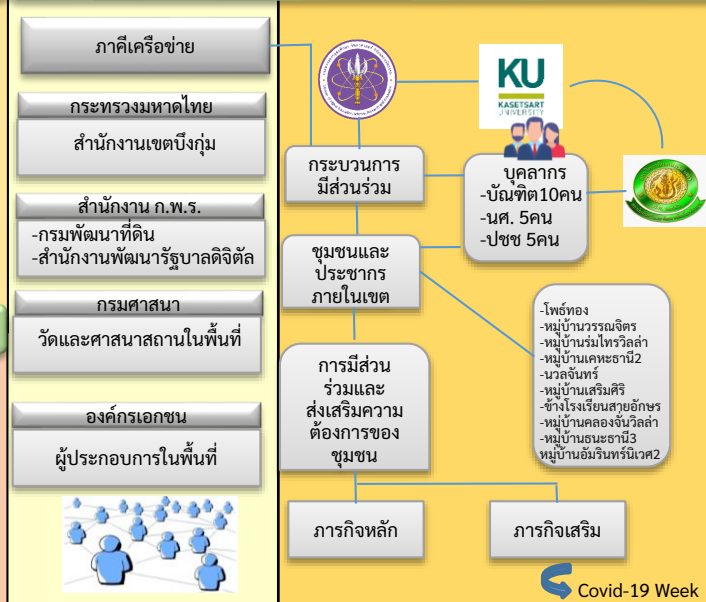 ภาคีเครือข่าย
กระทรวงมหาดไทย
สำนักงานเขตบึงกุ่ม
สำนักงาน ก.พ.ร.
-กรมพัฒนาที่ดิน
-สำนักงานพัฒนารัฐบาลดิจิตัล
กรมศาสนา
วัดและศาสนสถานในพื้นที่
องค์กรเอกชน
ผู้ประกอบการในพื้นที่
KU
KASETSART
UNIVERSITY
กระบวนการ
มีส่วนร่วม
บุคลากร
-บัณฑิต10คน
-นศ. 5คน
-ปชช 5คน
ชุมชนและ
ประชากร
ภายในเขต
-โพธ์ทอง
-หมู่บ้านวรรณจิตร
-หมู่บ้านร่มไทรวิลล่า
-หมู่บ้านเคหะธานี2
-นวลจันทร์
-หมู่บ้านเสริมศิริ
-ข้างโรงเรียนสายอักษร
-หมู่บ้านคลองจั่นวิลล่า
-หมู่บ้านธนะธานี3
หมู่บ้านอัมรินทร์นิเวศ2
การมีส่วน
ร่วมและ
ส่งเสริมความ
ต้องการของ
ชุมชน
ภารกิจหลัก
ภารกิจเสริม
Covid-19 Week